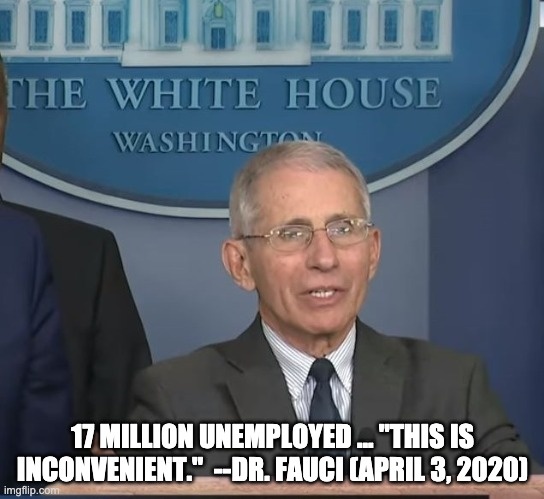 THE WHITE HOUSE
WASHINGTON
17 MILLION UNEMPLOYED ... "THIS IS
INCONVENIENT." --DR. FAUCI (APRIL 3, 2020)
imgflip.com